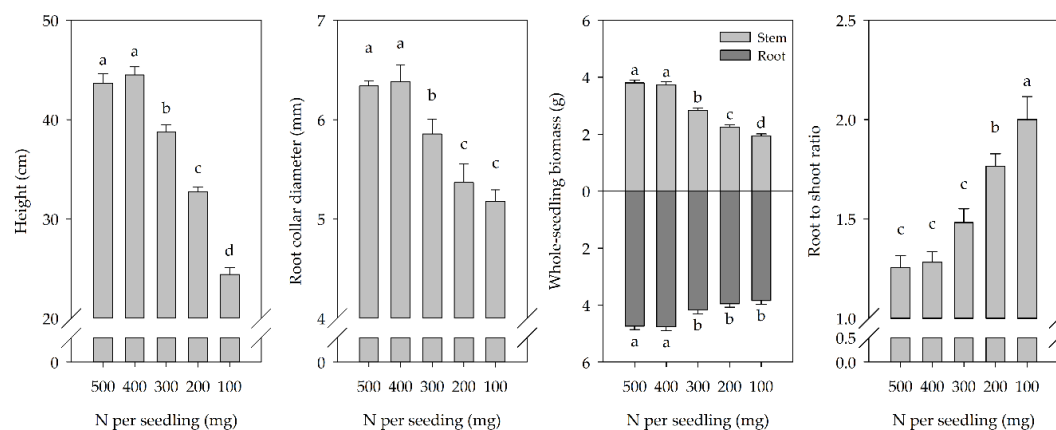 Height (cm)
50
40
30
20
0
a
a
b
c
d
500
400
300
200
100
N per seedling (mg)
Root collar diameter (mm)
7
6
5
4
0
a
a
b
c
c
500
400
300
200
100
N per seeding (mg)
Whole-seedling biomass (g)
6
4
2
0
2
4
6
Stem
Root
a
a
b
c
d
a
a
b
b
b
500
400
300
200
100
N per seedling (mg)
Root to shoot ratio
2.5
2.0
1.5
1.0
0.5
0.0
c
c
c
b
a
500
400
300
200
100
N per seedling (mg)